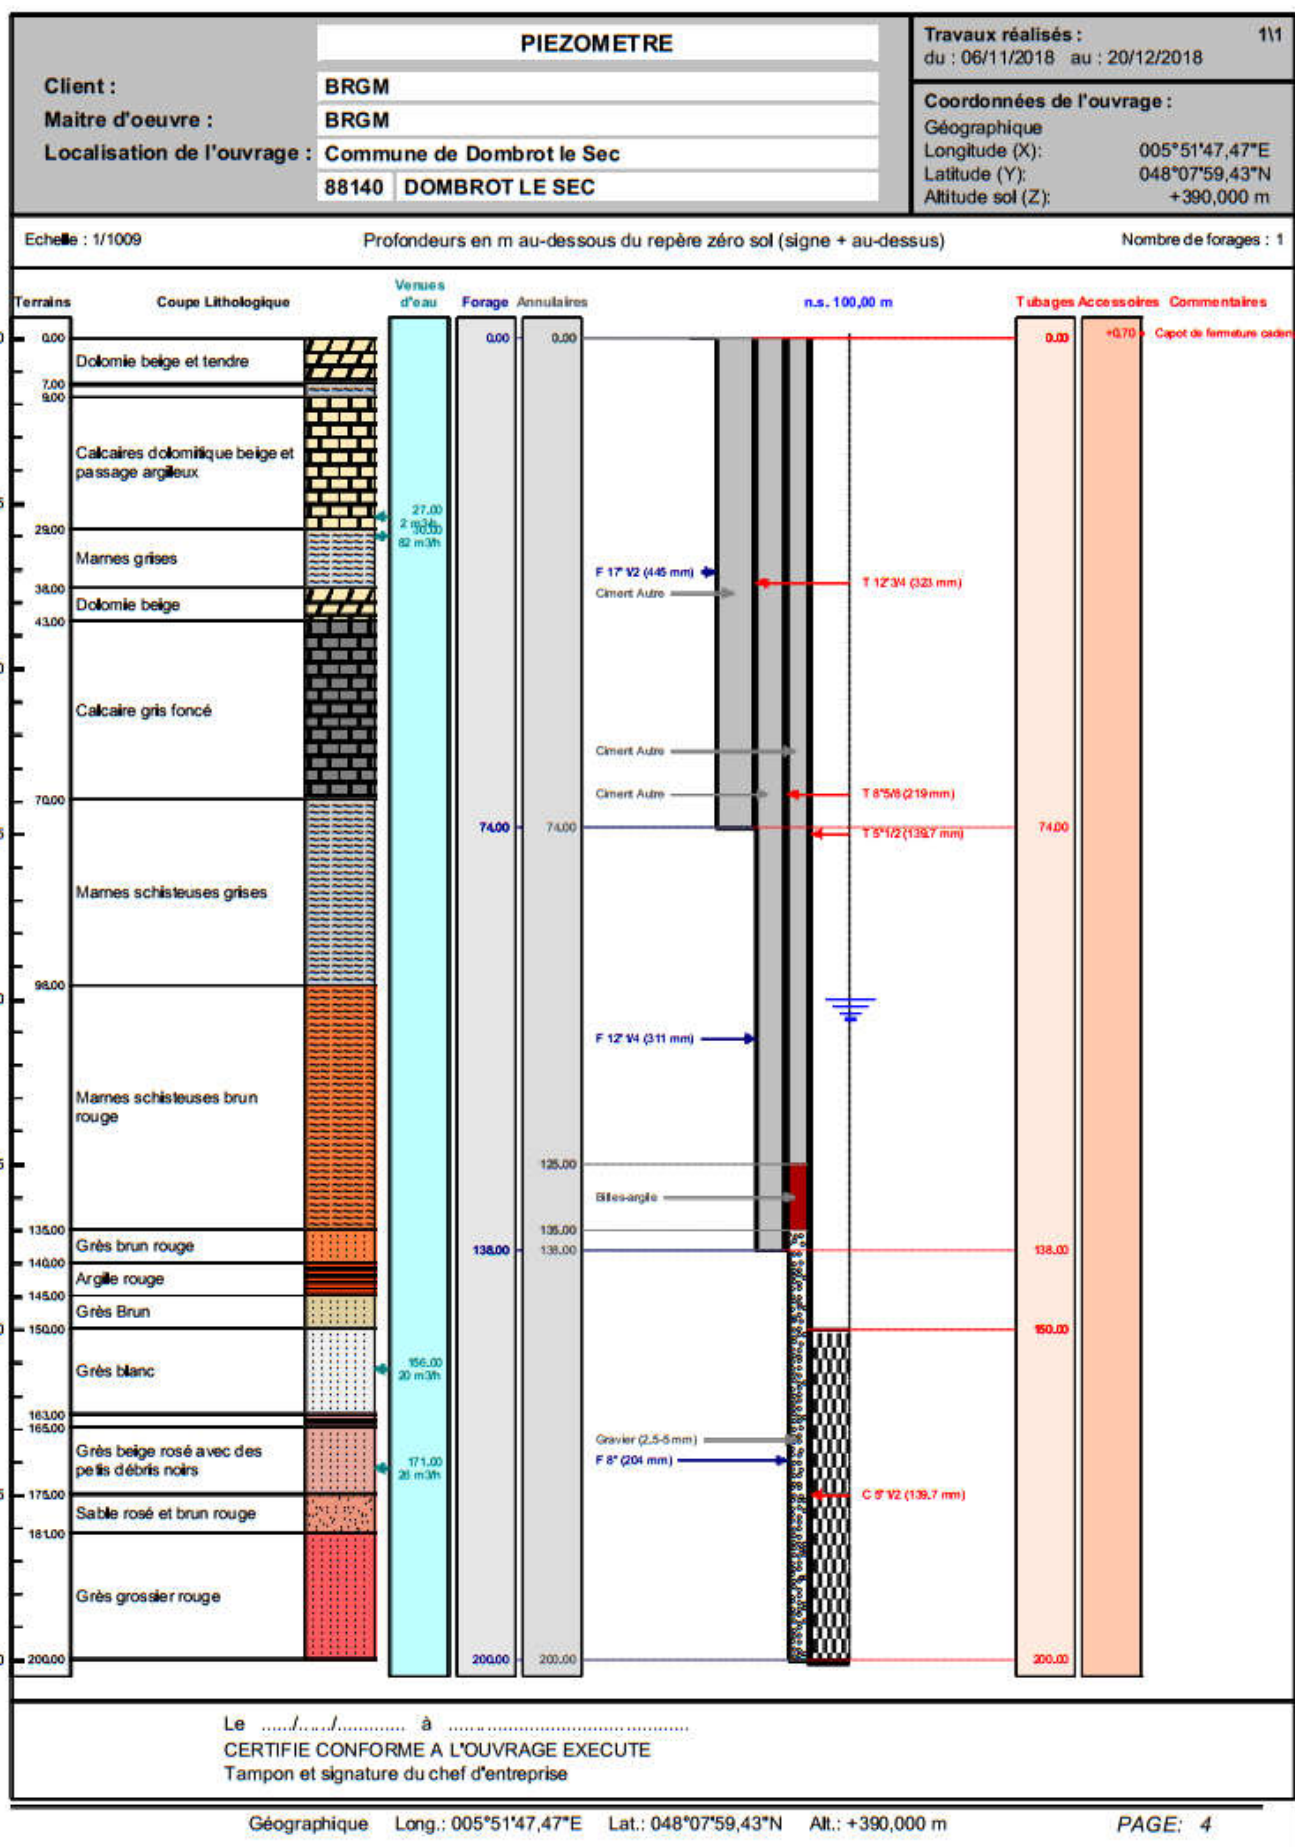 PIEZOMETRE
Travaux réalisés : 1\1
du : 06/11/2018 au : 20/12/2018
Client : BRGM
Maitre d'oeuvre : BRGM
Localisation de l'ouvrage : Commune de Dombrot le Sec
88140 DOMBROT LE SEC
Coordonnées de l'ouvrage :
Géographique
Longitude (X): 005°51'47,47"E
Latitude (Y): 048°07'59,43"N
Altitude sol (Z): +390,000 m
Echelle : 1/1009 Profondeurs en m au-dessous du repère zéro sol (signe + au-dessus) Nombre de forages : 1
Terrains Coupe Lithologique Venues d'eau Forage Annulaires n.s. 100,00 m Tubages Accessoires Commentaires
0.00 0.00 0.00 0.00 +0.70 Capot de fermeture
Dolomie beige et tendre
7.00
9.00
Calcaires dolomitique beige et
passage argileux
27.00
2 m3/h
29.00 30.00
82 m3/h
Marnes grises
F 17"1/2 (445 mm) T 12"3/4 (323 mm)
38.00 Ciment Autre
Dolomie beige
43.00
Calcaire gris foncé
Ciment Autre
Ciment Autre T 8"5/8 (219 mm)
70.00
74.00 74.00 74.00
T 5"1/2 (139.7 mm)
Marnes schisteuses grises
98.00
F 12"1/4 (311 mm)
Marnes schisteuses brun
rouge
125.00
Billes-argile
135.00 135.00
Grès brun rouge 138.00 138.00 138.00
140.00
Argile rouge
145.00
Grès Brun
150.00 150.00
Grès blanc 156.00
20 m3/h
163.00
165.00
Gravier (2,5-5 mm)
Grès beige rosé avec des
petis débris noirs
171.00
26 m3/h
F 8" (204 mm)
175.00 C 5"1/2 (139.7 mm)
Sable rosé et brun rouge
181.00
Grès grossier rouge
200.00 200.00 200.00 200.00
Le ....../....../............ à ........................................
CERTIFIE CONFORME A L'OUVRAGE EXECUTE
Tampon et signature du chef d'entreprise
Géographique Long.: 005°51'47,47"E Lat.: 048°07'59,43"N Alt.: +390,000 m PAGE: 4